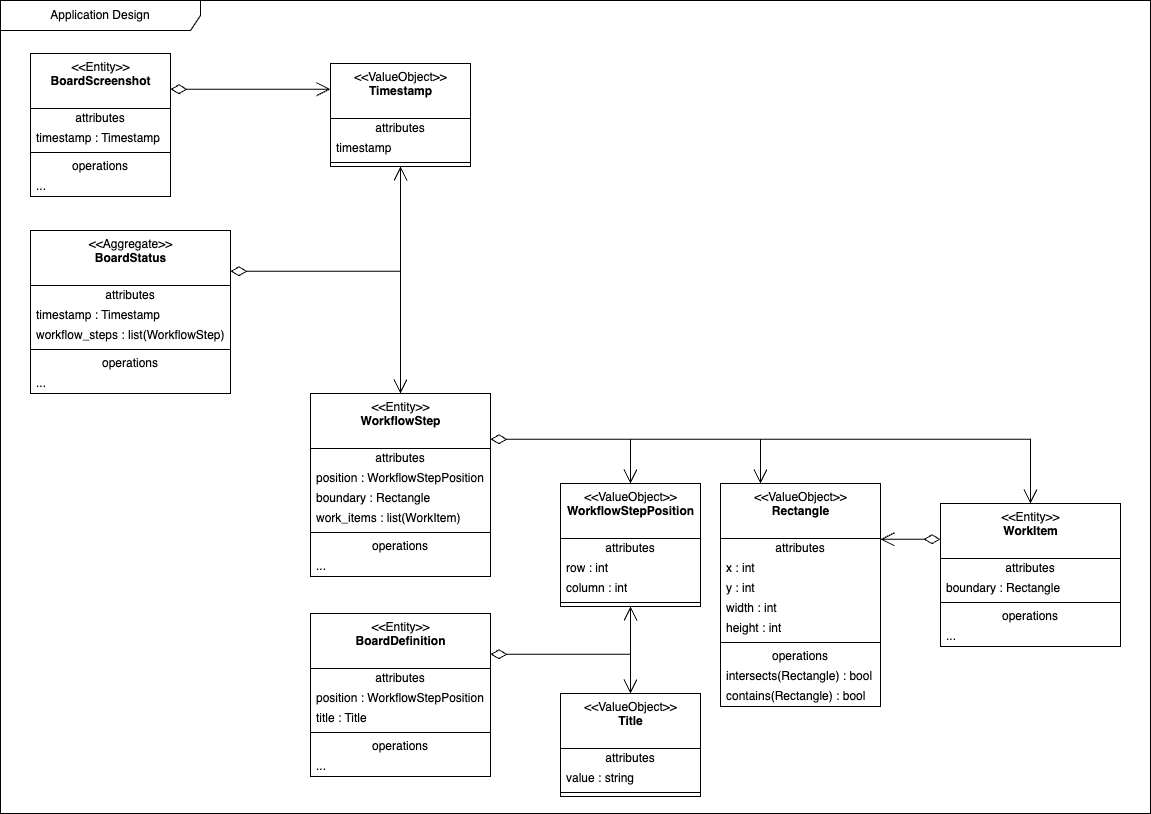 Application Design
<<Entity>>
BoardScreenshot
attributes
timestamp : Timestamp
operations
...
<<ValueObject>>
Timestamp
attributes
timestamp
<<Aggregate>>
BoardStatus
attributes
timestamp : Timestamp
workflow_steps : list(WorkflowStep)
operations
...
<<Entity>>
WorkflowStep
attributes
position : WorkflowStepPosition
boundary : Rectangle
work_items : list(WorkItem)
operations
...
<<ValueObject>>
WorkflowStepPosition
attributes
row : int
column : int
<<ValueObject>>
Rectangle
attributes
x : int
y : int
width : int
height : int
operations
intersects(Rectangle) : bool
contains(Rectangle) : bool
<<Entity>>
WorkItem
attributes
boundary : Rectangle
operations
...
<<Entity>>
BoardDefinition
attributes
position : WorkflowStepPosition
title : Title
operations
...
<<ValueObject>>
Title
attributes
value : string